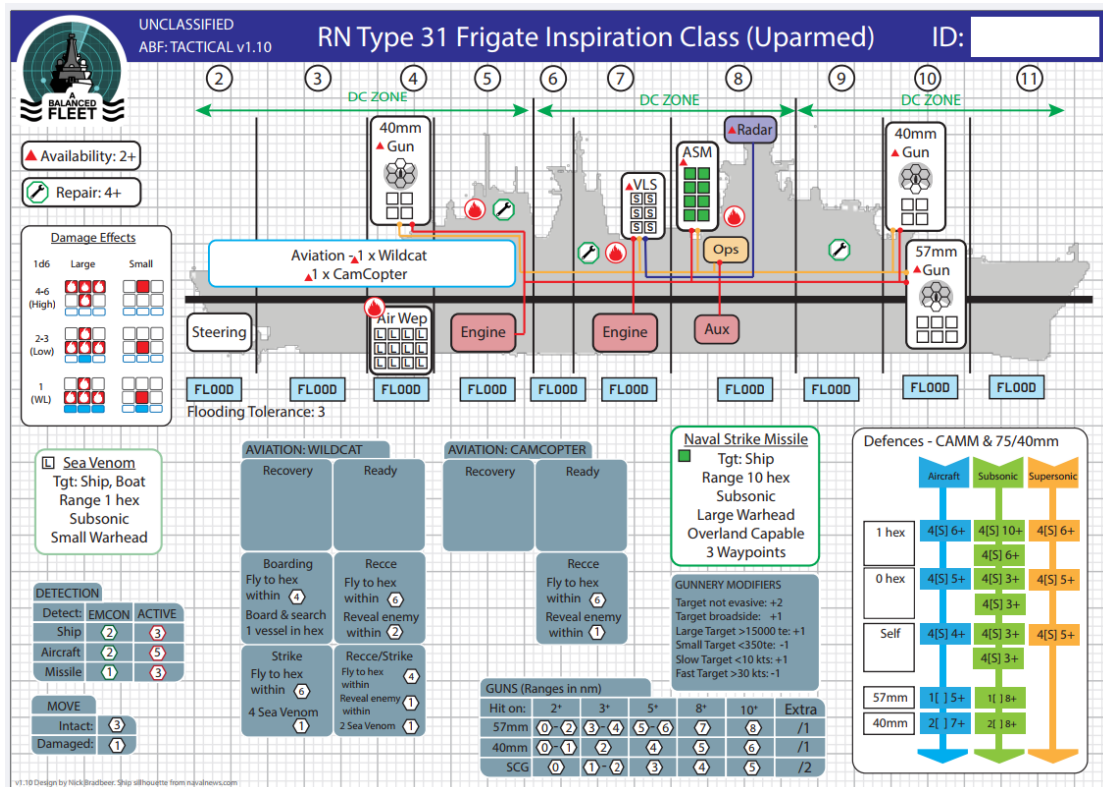 UNCLASSIFIED
ABF: TACTICAL v1.10
RN Type 31 Frigate Inspiration Class (Uparmed)
ID:
A
BALANCED
FLEET
2 3 4 5 6 7 8 9 10 11
DC ZONE
DC ZONE
DC ZONE
Availability: 2+
Repair: 4+
Damage Effects
1d6 Large Small
4-6
(High)
2-3
(Low)
1
(WL)
40mm
Gun
VLS
S S
S S
S S
ASM
Radar
40mm
Gun
57mm
Gun
Ops
Aviation - 1 x Wildcat
1 x CamCopter
Steering
Air Wep
L L L L
L L L L
L L L L
Engine
Engine
Aux
FLOOD FLOOD FLOOD FLOOD FLOOD FLOOD FLOOD FLOOD FLOOD
Flooding Tolerance: 3
L Sea Venom
Tgt: Ship, Boat
Range 1 hex
Subsonic
Small Warhead
DETECTION
Detect: EMCON ACTIVE
Ship 2 3
Aircraft 2 5
Missile 1 3
MOVE
Intact: 3
Damaged: 1
AVIATION: WILDCAT
Recovery
Ready
Boarding
Fly to hex
within 4
Board & search
1 vessel in hex
Recce
Fly to hex
within 6
Reveal enemy
within 2
Strike
Fly to hex
within 6
4 Sea Venom
1
Recce/Strike
Fly to hex
within 4
Reveal enemy
within 1
2 Sea Venom 1
AVIATION: CAMCOPTER
Recovery
Ready
Recce
Fly to hex
within 6
Reveal enemy
within 1
Naval Strike Missile
Tgt: Ship
Range 10 hex
Subsonic
Large Warhead
Overland Capable
3 Waypoints
GUNNERY MODIFIERS
Target not evasive: +2
Target broadside: +1
Large Target >15000 te: +1
Small Target <350te: -1
Slow Target <10 kts: +1
Fast Target >30 kts: -1
GUNS (Ranges in nm)
Hit on: 2+ 3+ 5+ 8+ 10+ Extra
57mm 0-2 3-4 5-6 7 8 /1
40mm 0-1 2 4 5 6 /1
SCG 0 1-2 3 4 5 /2
Defences - CAMM & 75/40mm
Aircraft Subsonic Supersonic
1 hex 4[S] 6+ 4[S] 10+ 4[S] 6+
4[S] 6+
0 hex 4[S] 5+ 4[S] 3+ 4[S] 5+
4[S] 3+
Self 4[S] 4+ 4[S] 3+ 4[S] 5+
4[S] 3+
57mm 1[ ] 5+ 1[ ] 8+
40mm 2[ ] 7+ 2[ ] 8+
v1.10 Design by Nick Bradbeer. Ship silhouette from navalnews.com